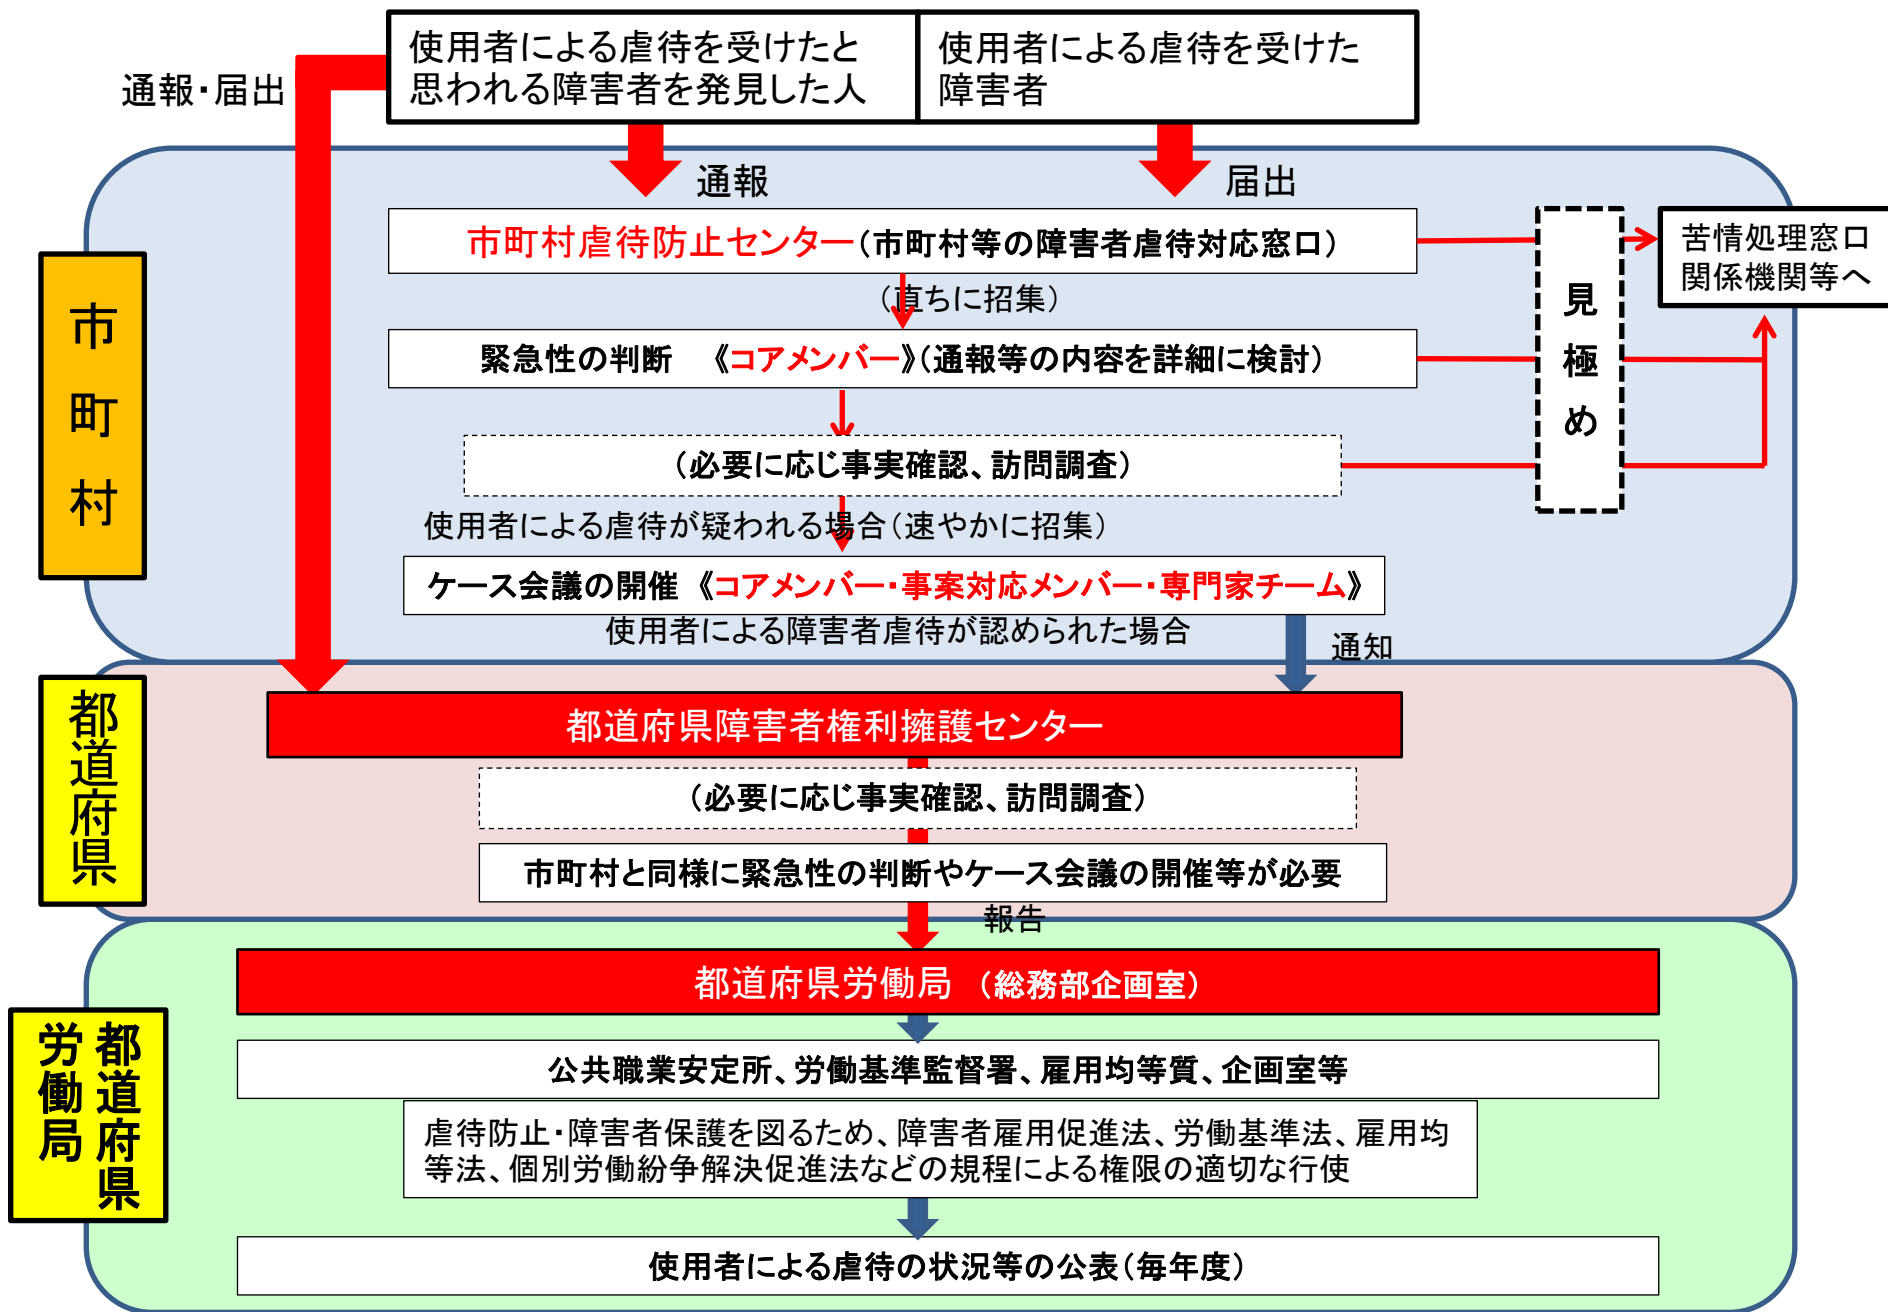 使用者による虐待を受けたと
思われる障害者を発見した人
使用者による虐待を受けた
障害者
通報・届出
通報
届出
市町村
市町村虐待防止センター（市町村等の障害者虐待対応窓口）
見極め
苦情処理窓口
関係機関等へ
（直ちに招集）
緊急性の判断　《コアメンバー》（通報等の内容を詳細に検討）
（必要に応じ事実確認、訪問調査）
使用者による虐待が疑われる場合（速やかに招集）
ケース会議の開催　《コアメンバー・事案対応メンバー・専門家チーム》
使用者による障害者虐待が認められた場合
通知
都道府県
都道府県障害者権利擁護センター
（必要に応じ事実確認、訪問調査）
市町村と同様に緊急性の判断やケース会議の開催等が必要
報告
都道府県
労働局
都道府県労働局　（総務部企画室）
公共職業安定所、労働基準監督署、雇用均等質、企画室等
虐待防止・障害者保護を図るため、障害者雇用促進法、労働基準法、雇用均
等法、個別労働紛争解決促進法などの規程による権限の適切な行使
使用者による虐待の状況等の公表（毎年度）